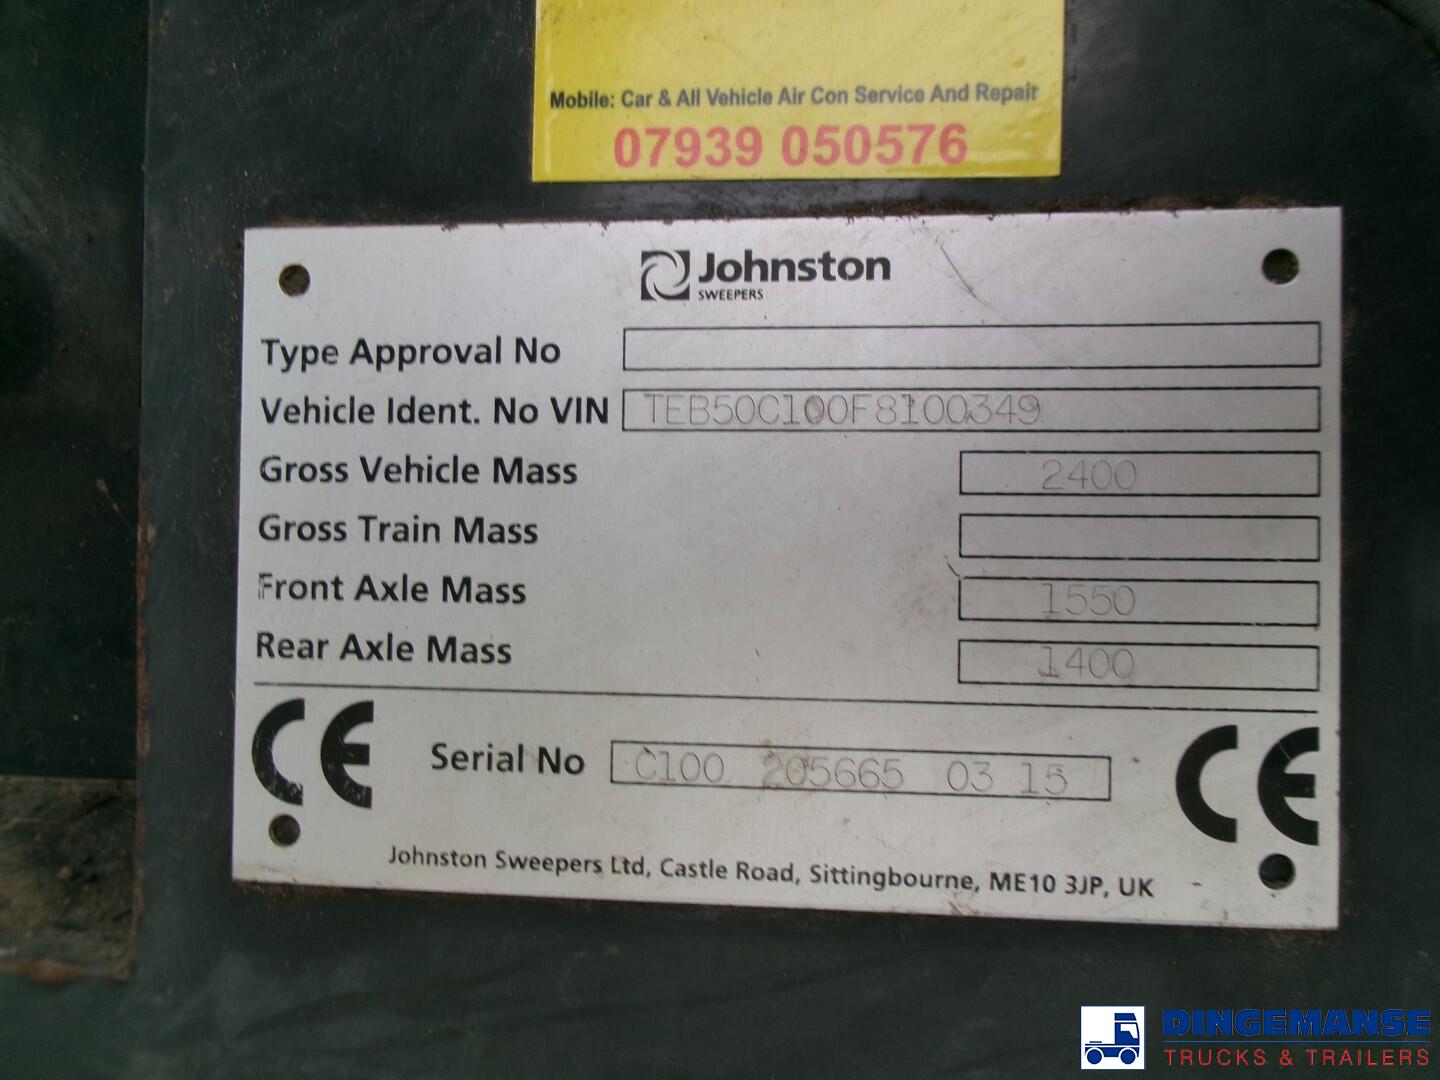 Mobile: Car & All Vehicle Air Con Service And Repair
07939 050576
Johnston
SWEEPERS
Type Approval No
Vehicle Ident. No VIN TEB50C100F8100349
Gross Vehicle Mass 2400
Gross Train Mass
Front Axle Mass 1550
Rear Axle Mass 1400
CE Serial No C100 205665 03 15 CE
Johnston Sweepers Ltd, Castle Road, Sittingbourne, ME10 3JP, UK
DINGEMANSE
TRUCKS & TRAILERS